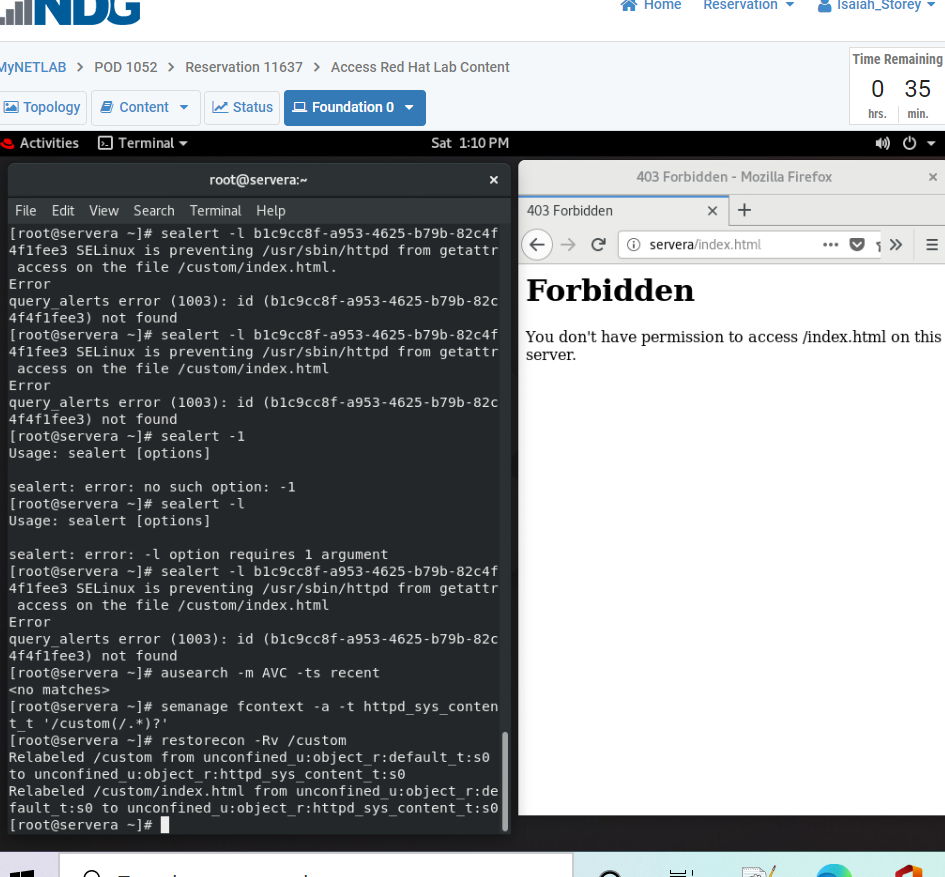 NDG
Home Reservation Isaiah_Storey
MyNETLAB > POD 1052 > Reservation 11637 > Access Red Hat Lab Content
Time Remaining
0 35
hrs. min.
Topology Content Status Foundation 0
Activities Terminal Sat 1:10 PM
root@servera:~
File Edit View Search Terminal Help
[root@servera ~]# sealert -l b1c9cc8f-a953-4625-b79b-82c4f
4f1fee3 SELinux is preventing /usr/sbin/httpd from getattr
 access on the file /custom/index.html.
Error
query_alerts error (1003): id (b1c9cc8f-a953-4625-b79b-82c
4f4f1fee3) not found
[root@servera ~]# sealert -l b1c9cc8f-a953-4625-b79b-82c4f
4f1fee3 SELinux is preventing /usr/sbin/httpd from getattr
 access on the file /custom/index.html
Error
query_alerts error (1003): id (b1c9cc8f-a953-4625-b79b-82c
4f4f1fee3) not found
[root@servera ~]# sealert -1
Usage: sealert [options]
sealert: error: no such option: -1
[root@servera ~]# sealert -l
Usage: sealert [options]
sealert: error: -l option requires 1 argument
[root@servera ~]# sealert -l b1c9cc8f-a953-4625-b79b-82c4f
4f1fee3 SELinux is preventing /usr/sbin/httpd from getattr
 access on the file /custom/index.html
Error
query_alerts error (1003): id (b1c9cc8f-a953-4625-b79b-82c
4f4f1fee3) not found
[root@servera ~]# ausearch -m AVC -ts recent
<no matches>
[root@servera ~]# semanage fcontext -a -t httpd_sys_conten
t_t '/custom(/.*)?'
[root@servera ~]# restorecon -Rv /custom
Relabeled /custom from unconfined_u:object_r:default_t:s0
to unconfined_u:object_r:httpd_sys_content_t:s0
Relabeled /custom/index.html from unconfined_u:object_r:de
fault_t:s0 to unconfined_u:object_r:httpd_sys_content_t:s0
[root@servera ~]#
403 Forbidden - Mozilla Firefox
403 Forbidden
servera/index.html
Forbidden
You don't have permission to access /index.html on this
server.